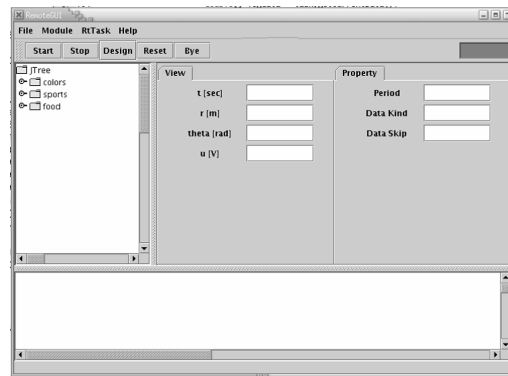 File Module RtTask Help
Start Stop Design Reset Bye
JTree
colors
sports
food
View
t [sec]
r [m]
theta [rad]
u [V]
Property
Period
Data Kind
Data Skip